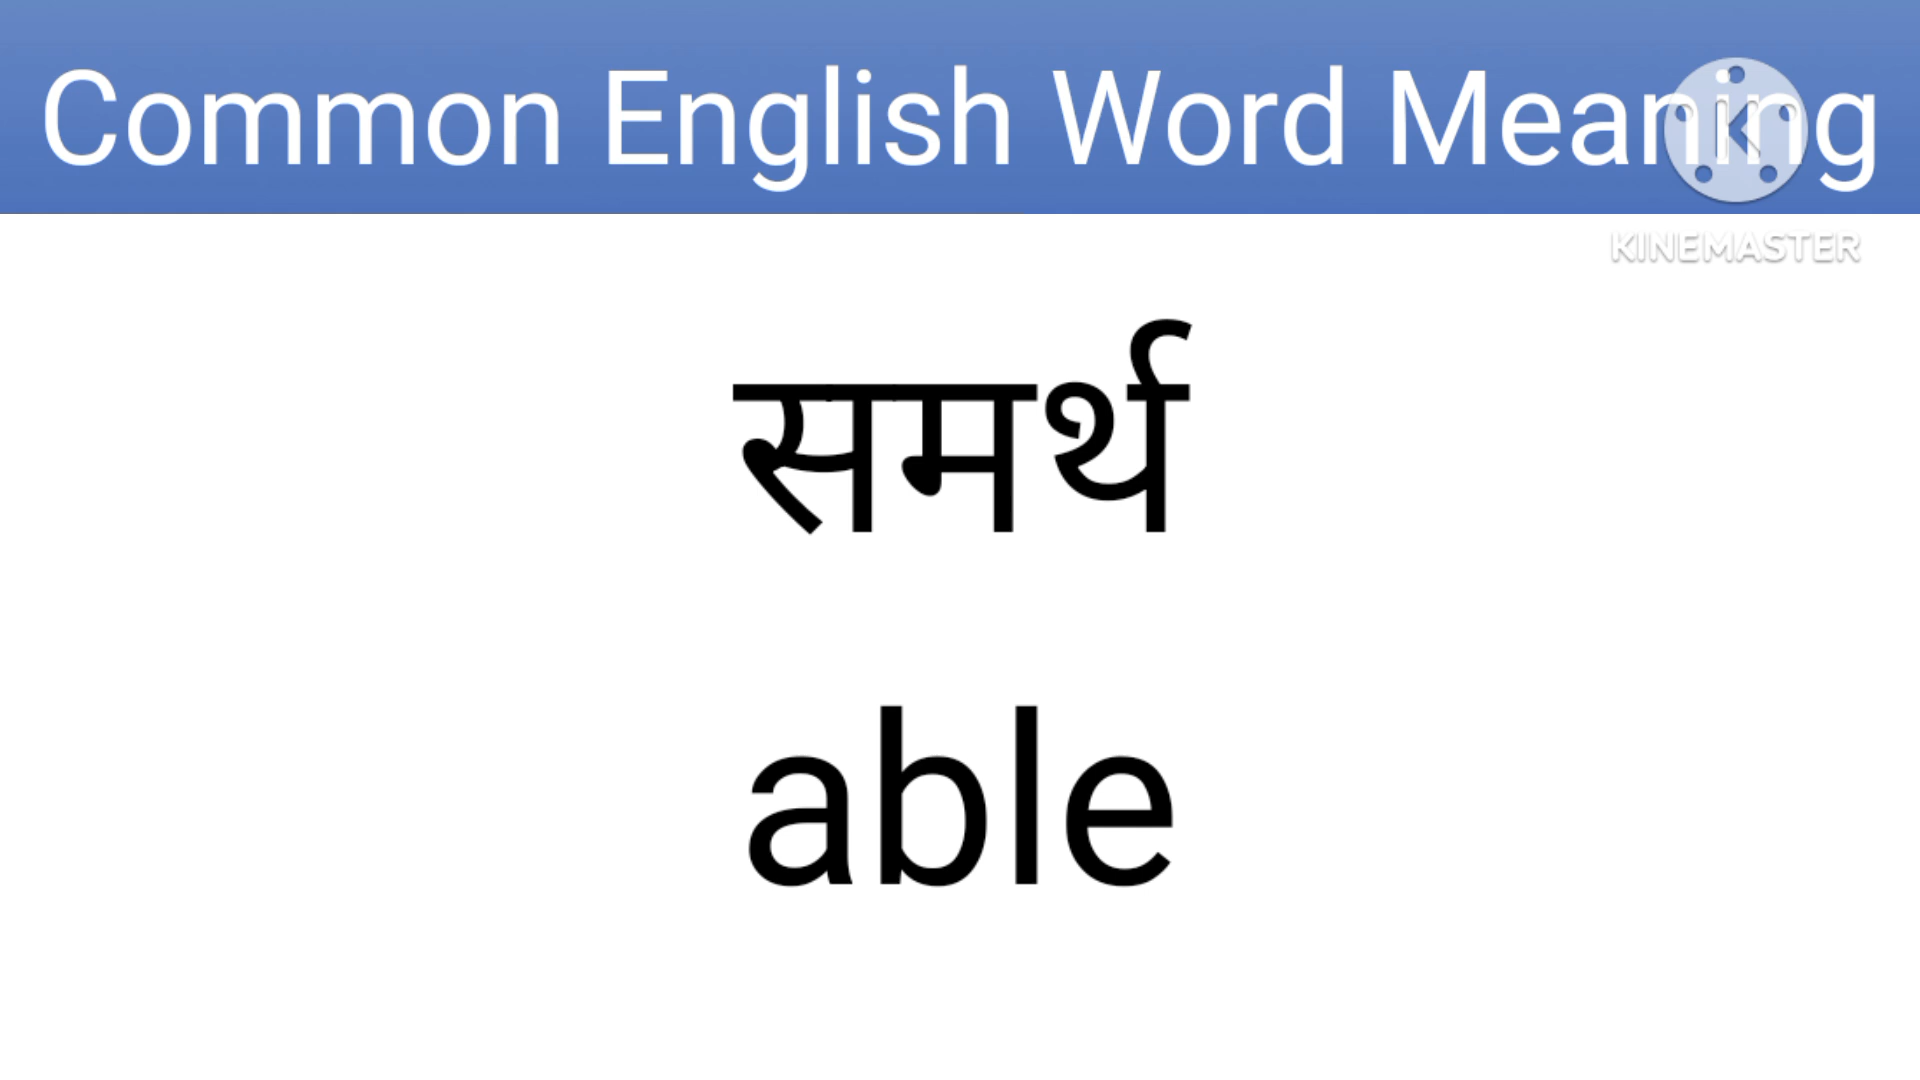 Common English Word Meaning
KINEMASTER
समर्थ
able